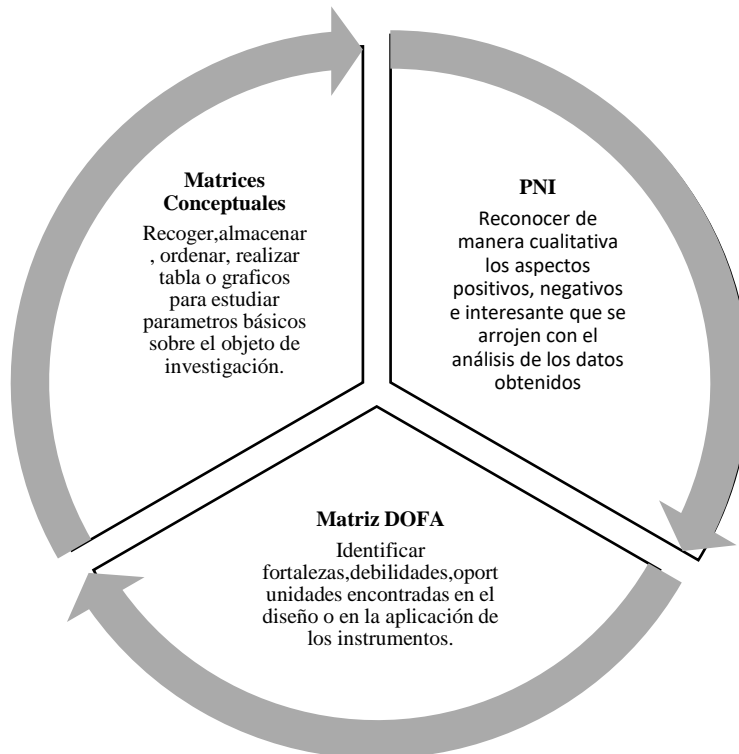 Matrices
Conceptuales
Recoger,almacenar
, ordenar, realizar
tabla o graficos
para estudiar
parametros básicos
sobre el objeto de
investigación.
PNI
Reconocer de
manera cualitativa
los aspectos
positivos, negativos
e interesante que se
arrojen con el
análisis de los datos
obtenidos
Matriz DOFA
Identificar
fortalezas,debilidades,oport
unidades encontradas en el
diseño o en la aplicación de
los instrumentos.